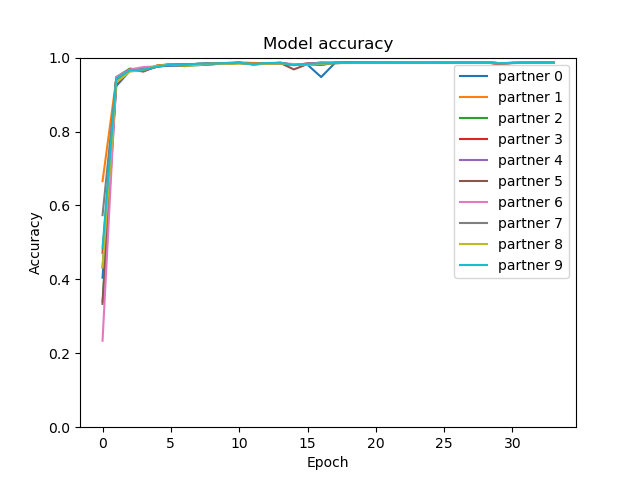 Model accuracy
1.0
0.8
0.6
0.4
0.2
0.0
Accuracy
0 5 10 15 20 25 30
Epoch
partner 0
partner 1
partner 2
partner 3
partner 4
partner 5
partner 6
partner 7
partner 8
partner 9